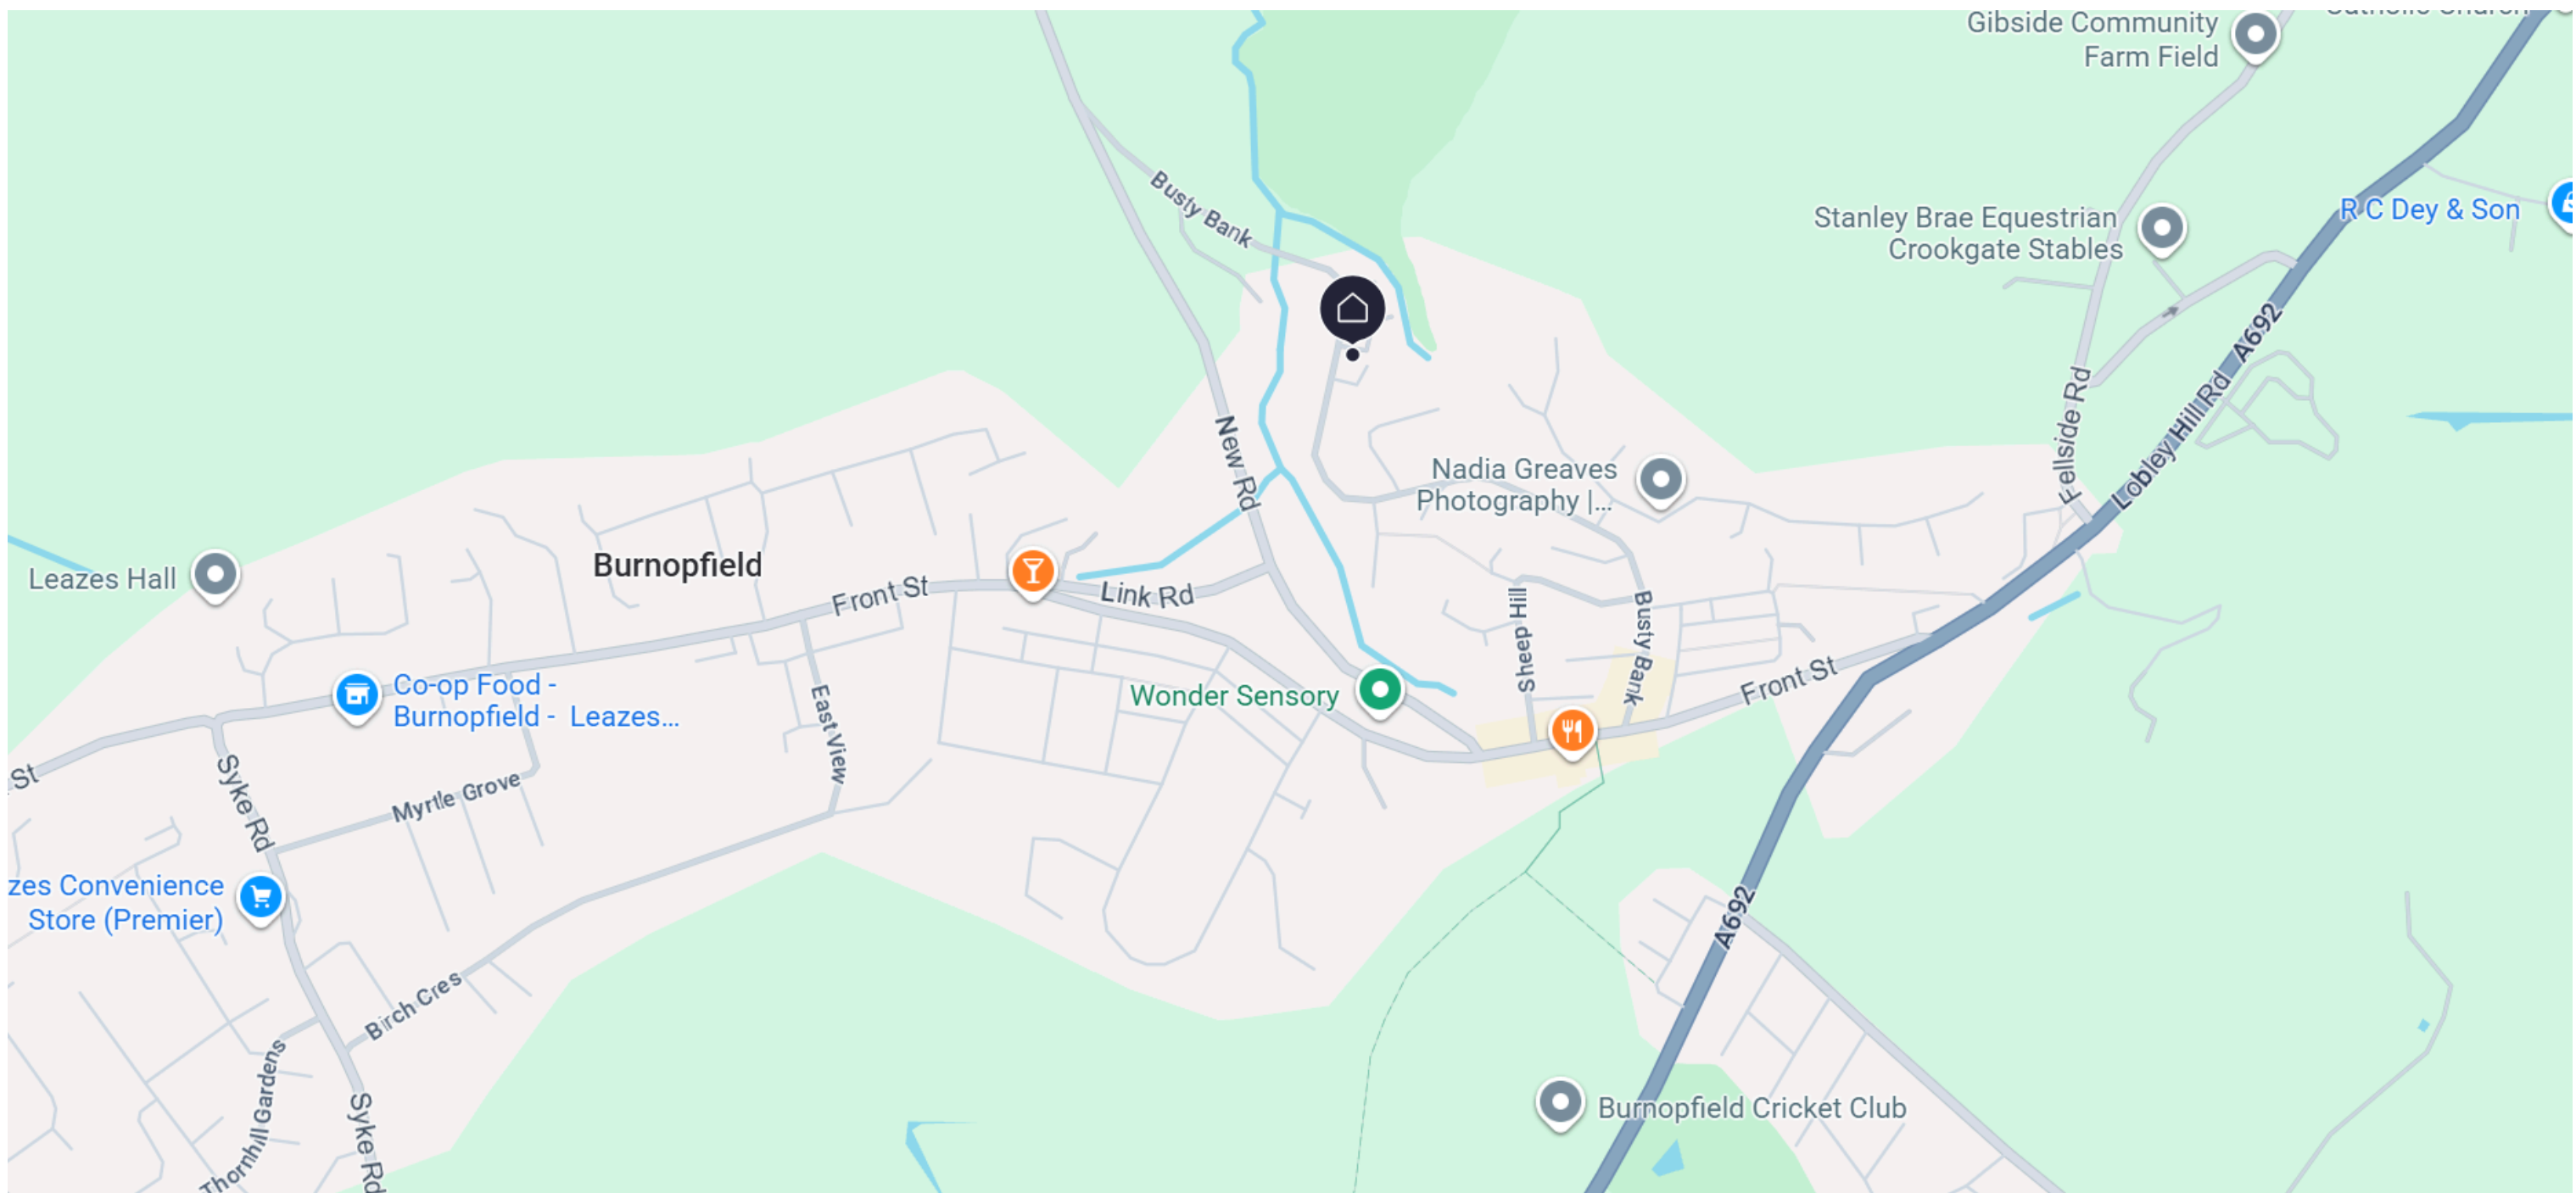 Gibside Community
Farm Field
Catholic Church
Busty Bank
Stanley Brae Equestrian
Crookgate Stables
R C Dey & Son
A692
Lobley Hill Rd
Fellside Rd
New Rd
Nadia Greaves
Photography |...
Leazes Hall
Burnopfield
Front St
Link Rd
Sheep Hill
Busty Bank
Co-op Food -
Burnopfield - Leazes...
East View
Wonder Sensory
Front St
St
Syke Rd
Myrtle Grove
zes Convenience
Store (Premier)
A692
Birch Cres
Thornhill Gardens
Syke Rd
Burnopfield Cricket Club